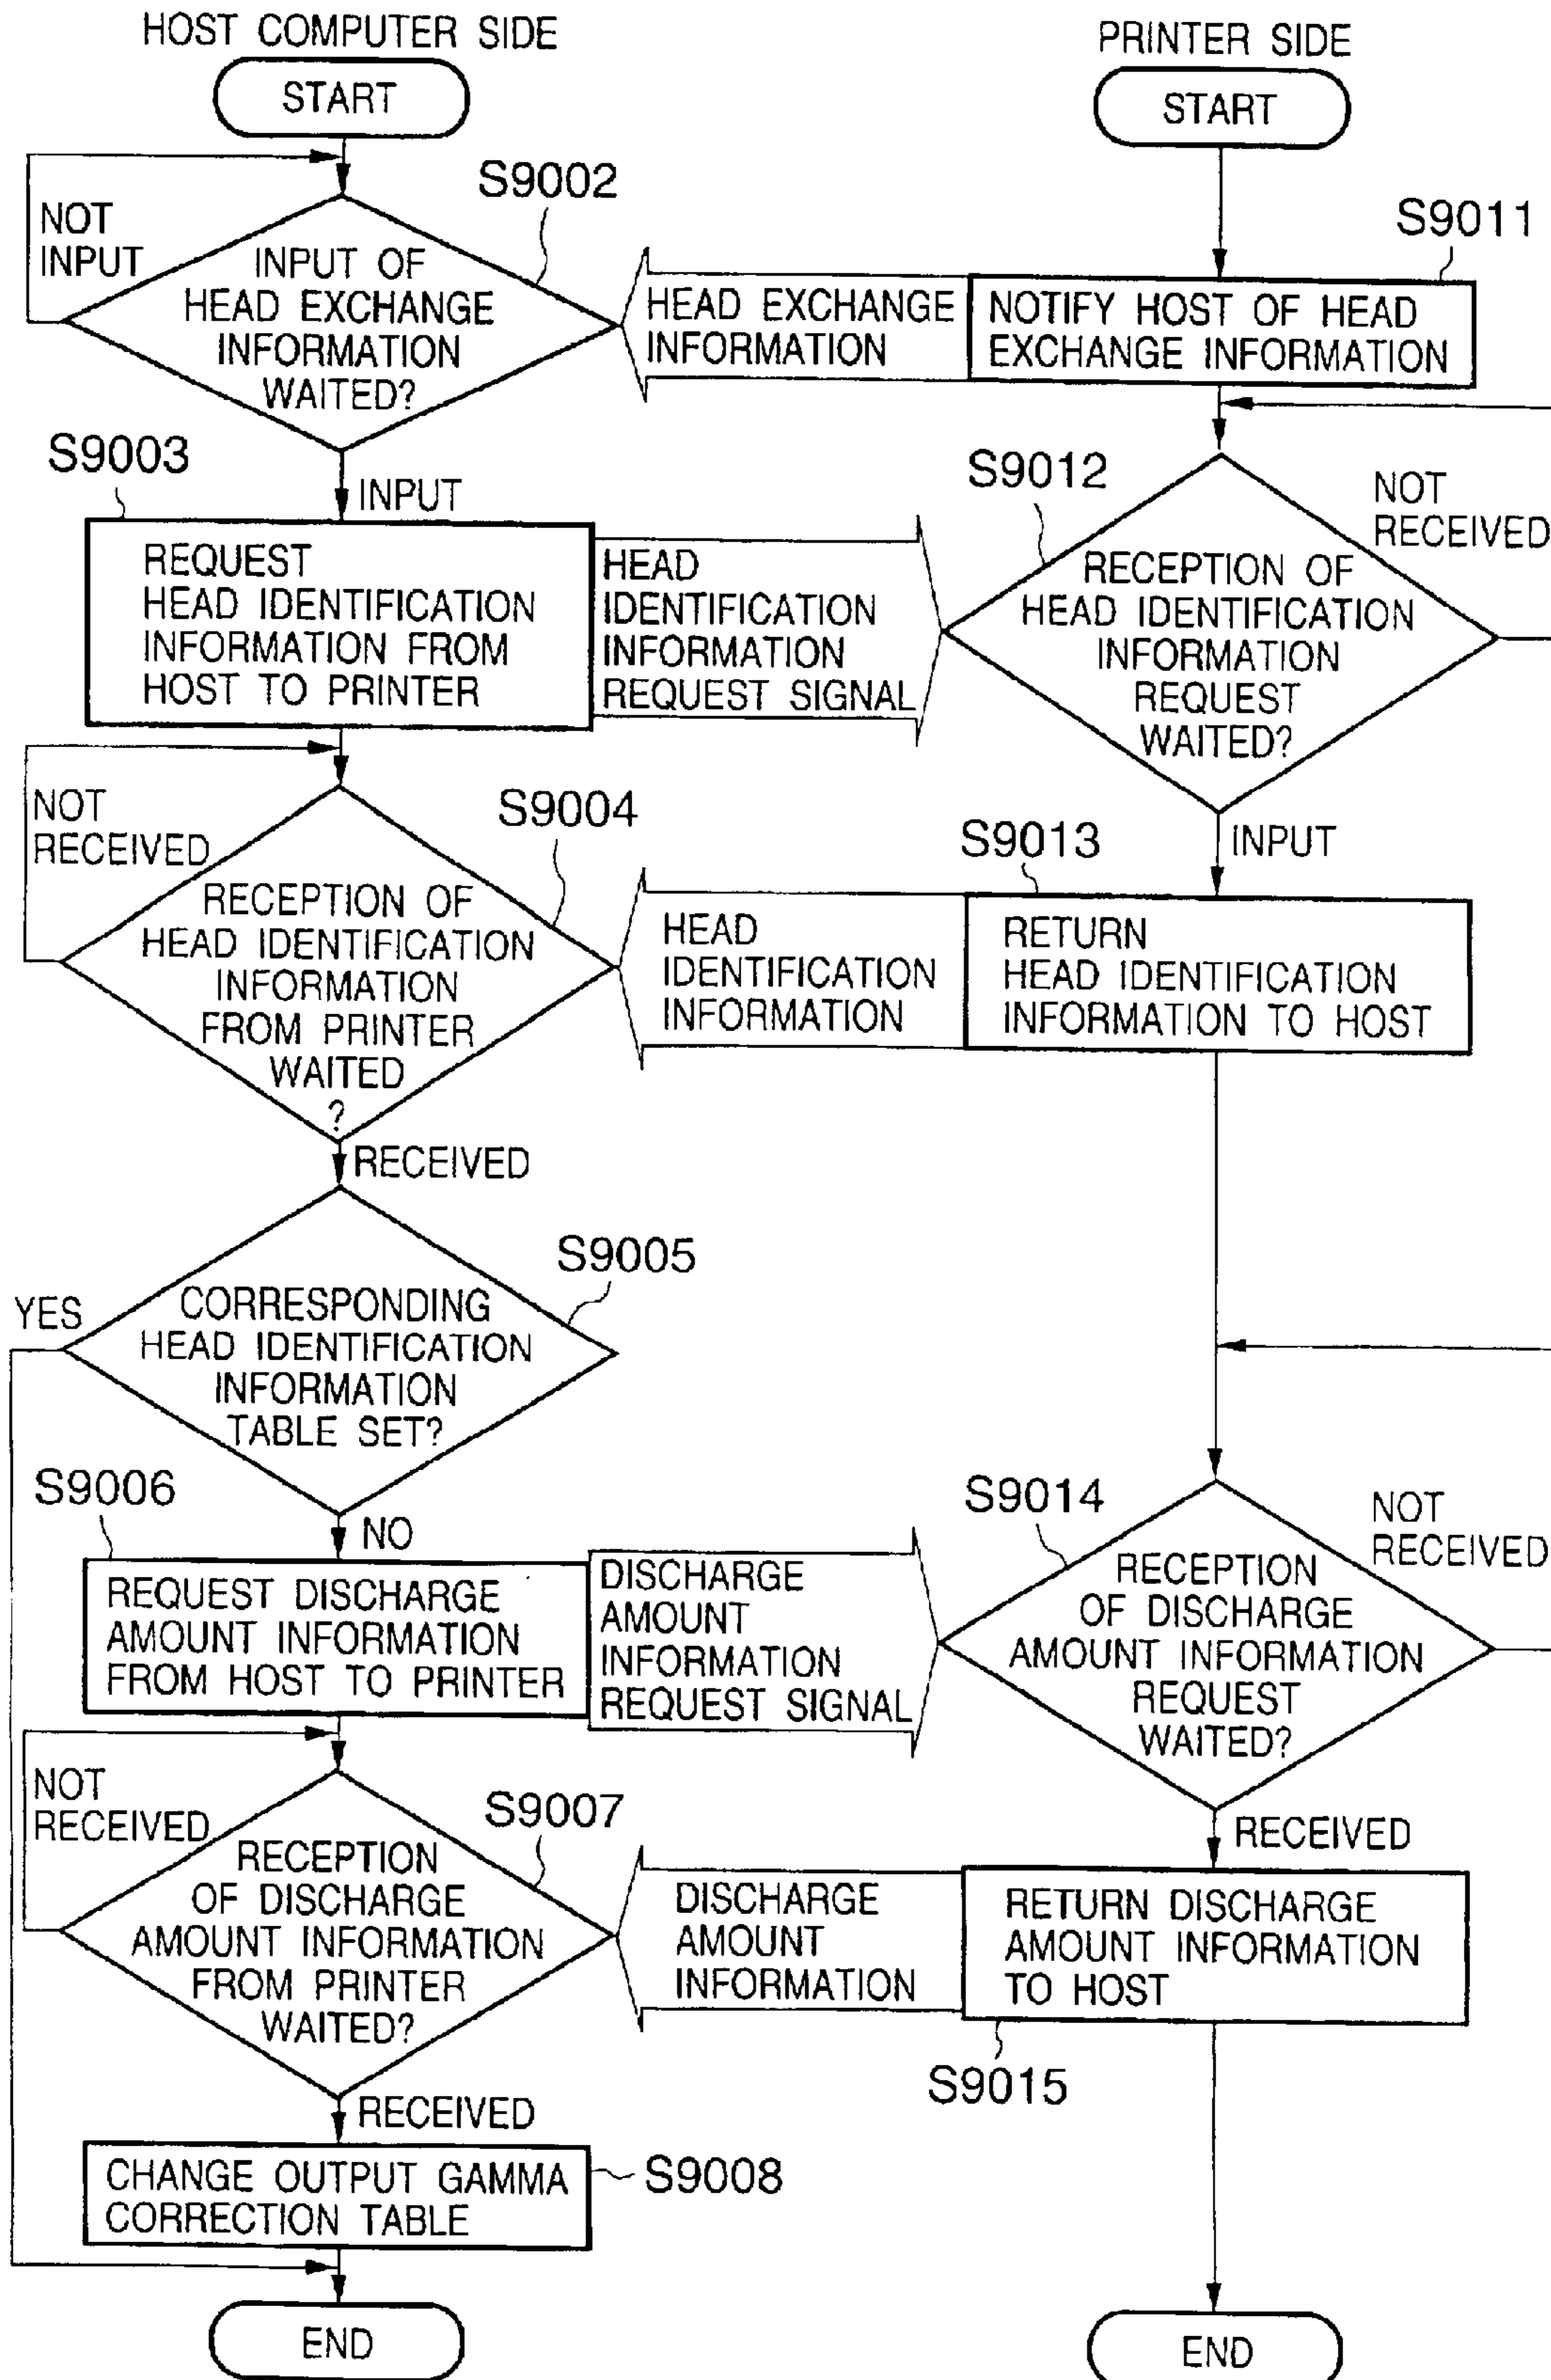 HOST COMPUTER SIDE
PRINTER SIDE
START
START
S9002
NOT
INPUT
INPUT OF
HEAD EXCHANGE
INFORMATION
WAITED?
HEAD EXCHANGE
INFORMATION
S9011
NOTIFY HOST OF HEAD
EXCHANGE INFORMATION
S9003
INPUT
REQUEST
HEAD IDENTIFICATION
INFORMATION FROM
HOST TO PRINTER
HEAD
IDENTIFICATION
INFORMATION
REQUEST SIGNAL
S9012
NOT
RECEIVED
RECEPTION OF
HEAD IDENTIFICATION
INFORMATION
REQUEST
WAITED?
INPUT
NOT
RECEIVED
S9004
RECEPTION OF
HEAD IDENTIFICATION
INFORMATION
FROM PRINTER
WAITED
?
HEAD
IDENTIFICATION
INFORMATION
S9013
RETURN
HEAD IDENTIFICATION
INFORMATION TO HOST
RECEIVED
S9005
YES
CORRESPONDING
HEAD IDENTIFICATION
INFORMATION
TABLE SET?
S9006
NO
REQUEST DISCHARGE
AMOUNT INFORMATION
FROM HOST TO PRINTER
DISCHARGE
AMOUNT
INFORMATION
REQUEST SIGNAL
S9014
NOT
RECEIVED
RECEPTION
OF DISCHARGE
AMOUNT INFORMATION
REQUEST
WAITED?
RECEIVED
NOT
RECEIVED
S9007
RECEPTION
OF DISCHARGE
AMOUNT INFORMATION
FROM PRINTER
WAITED?
DISCHARGE
AMOUNT
INFORMATION
RETURN DISCHARGE
AMOUNT INFORMATION
TO HOST
S9015
RECEIVED
CHANGE OUTPUT GAMMA
CORRECTION TABLE
S9008
END
END